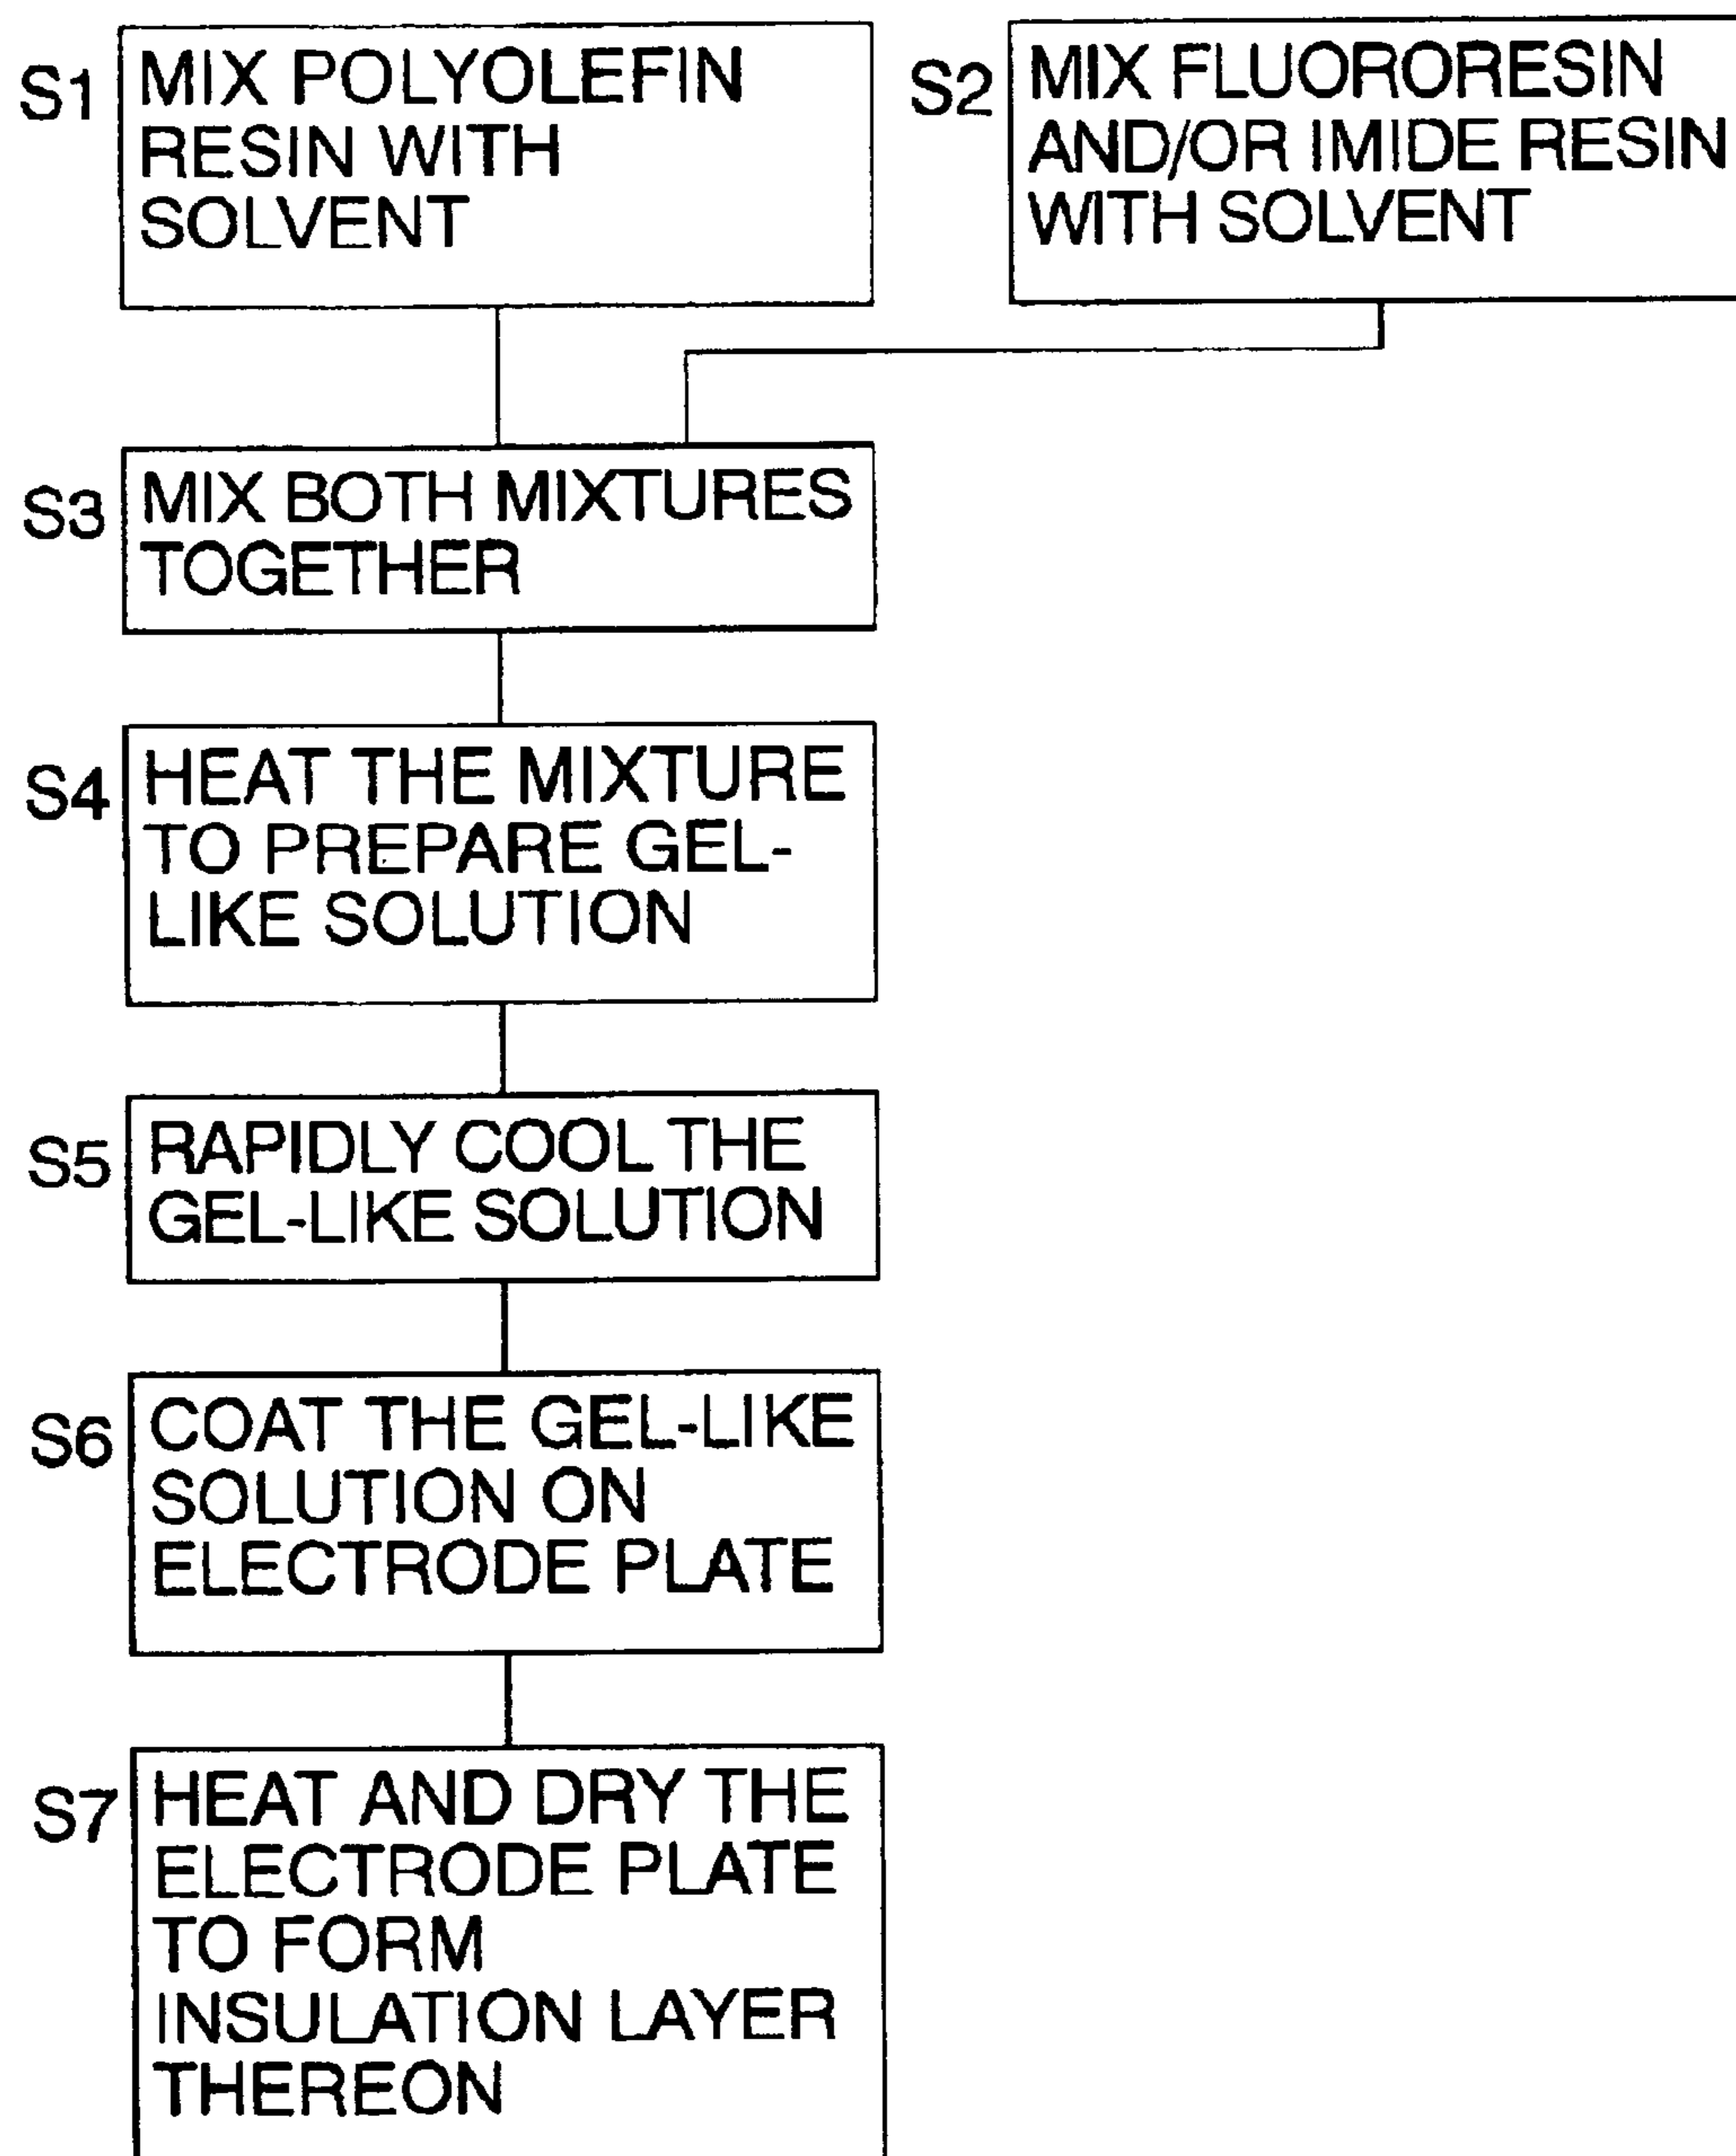 S1
MIX POLYOLEFIN
RESIN WITH
SOLVENT
S2
MIX FLUORORESIN
AND/OR IMIDE RESIN
WITH SOLVENT
S3
MIX BOTH MIXTURES
TOGETHER
S4
HEAT THE MIXTURE
TO PREPARE GEL-
LIKE SOLUTION
S5
RAPIDLY COOL THE
GEL-LIKE SOLUTION
S6
COAT THE GEL-LIKE
SOLUTION ON
ELECTRODE PLATE
S7
HEAT AND DRY THE
ELECTRODE PLATE
TO FORM
INSULATION LAYER
THEREON